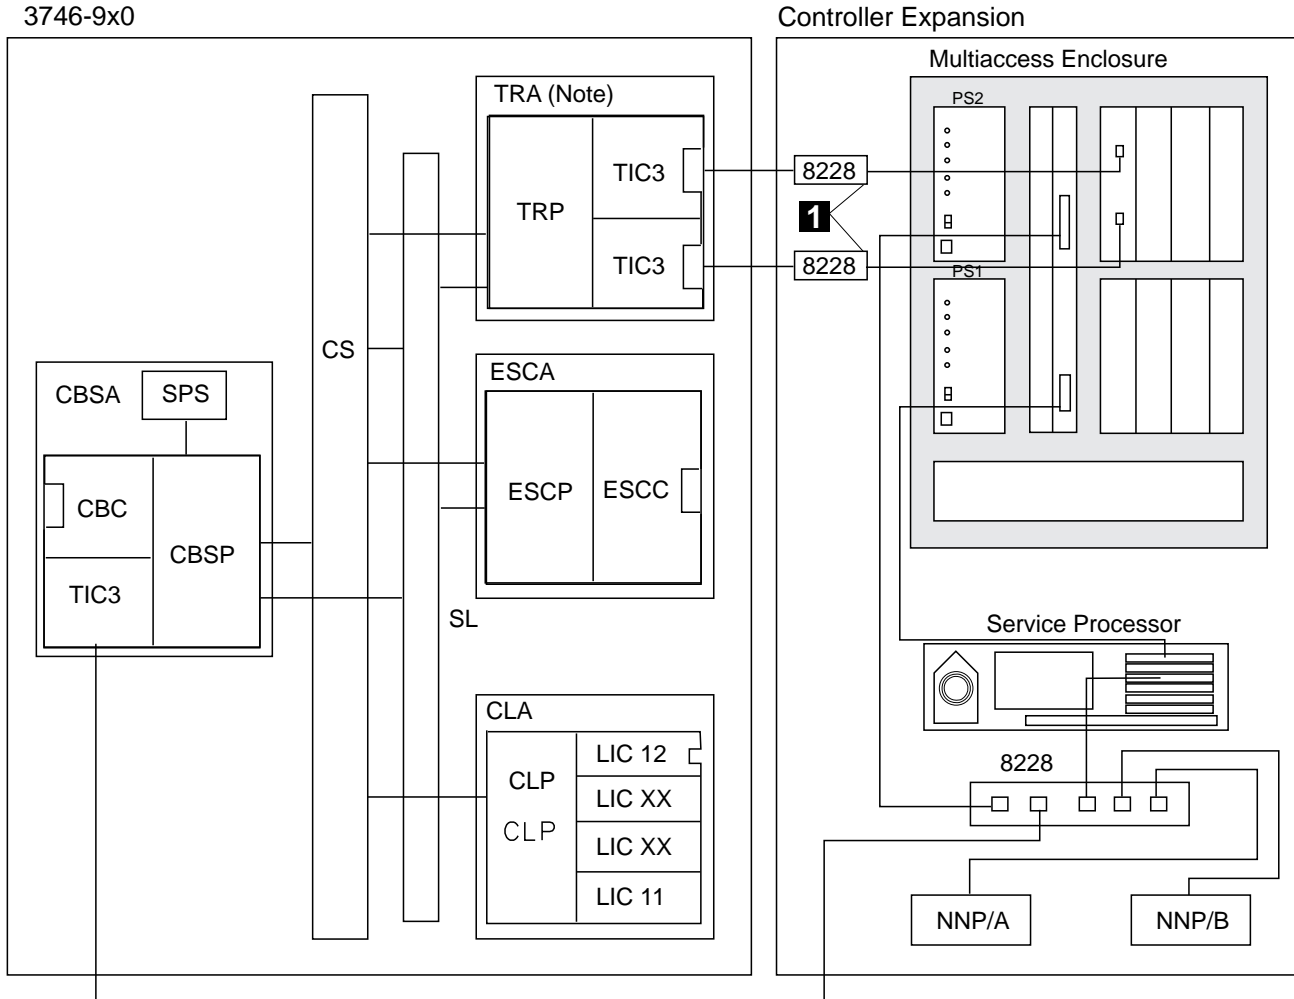 3746-9x0
Controller Expansion
Multiaccess Enclosure
TRA (Note)
PS2
TIC3
8228
TRP
1
TIC3
8228
PS1
CS
ESCA
CBSA
SPS
ESCP
ESCC
CBC
CBSP
TIC3
SL
Service Processor
CLA
LIC 12
8228
CLP
LIC XX
CLP
LIC XX
LIC 11
NNP/A
NNP/B